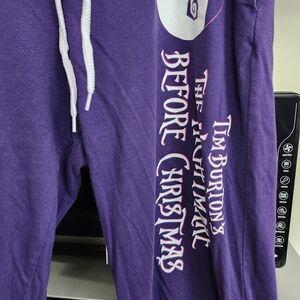 TIM BURTON'S
THE NIGHTMARE
BEFORE CHRISTMAS